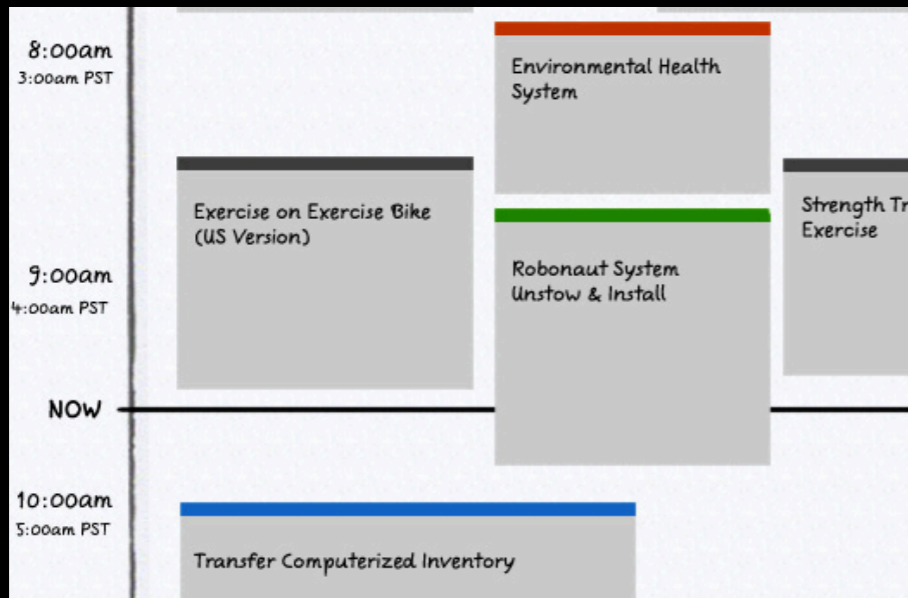 8:00am
3:00am PST
Environmental Health
System
Exercise on Exercise Bike
(US Version)
Strength Tr
Exercise
9:00am
4:00am PST
Robonaut System
Unstow & Install
NOW
10:00am
5:00am PST
Transfer Computerized Inventory